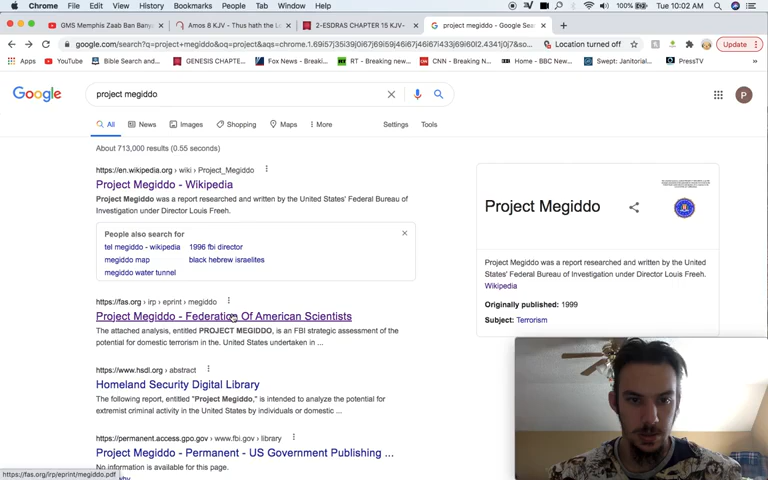 Chrome File Edit View History Bookmarks People Tab Window Help Tue 10:02 AM
GMS Memphis Zaab Ban Bany
Amos 8 KJV - Thus hath the L
2-ESDRAS CHAPTER 15 KJV-
project megiddo - Google Sea
google.com/search?q=project+megiddo&oq=project&aqs=chrome.1.69i57j35i39j0i67j69i59j46i67j46i67i433j69i60l2.4341j0j7&so...
Location turned off
Update
Apps YouTube Bible Search and... GENESIS CHAPTE... Fox News - Breaki... RT - Breaking new... CNN - Breaking N... Home - BBC New... Swept: Janitorial... PressTV
Google
project megiddo
P
All News Images Shopping Maps More Settings Tools
About 713,000 results (0.55 seconds)
https://en.wikipedia.org › wiki › Project_Megiddo
Project Megiddo - Wikipedia
Project Megiddo was a report researched and written by the United States' Federal Bureau of
Investigation under Director Louis Freeh.
People also search for
tel megiddo - wikipedia 1996 fbi director
megiddo map black hebrew israelites
megiddo water tunnel
https://fas.org › irp › eprint › megiddo
Project Megiddo - Federation Of American Scientists
The attached analysis, entitled PROJECT MEGIDDO, is an FBI strategic assessment of the
potential for domestic terrorism in the. United States undertaken in ...
https://www.hsdl.org › abstract
Homeland Security Digital Library
The following report, entitled "Project Megiddo," is intended to analyze the potential for
extremist criminal activity in the United States by individuals or domestic ...
https://permanent.access.gpo.gov › www.fbi.gov › library
Project Megiddo - Permanent - US Government Publishing ...
No information is available for this page.
https://fas.org/irp/eprint/megiddo.pdf
Project Megiddo
Project Megiddo was a report researched and written by the United
States' Federal Bureau of Investigation under Director Louis Freeh.
Wikipedia
Originally published: 1999
Subject: Terrorism